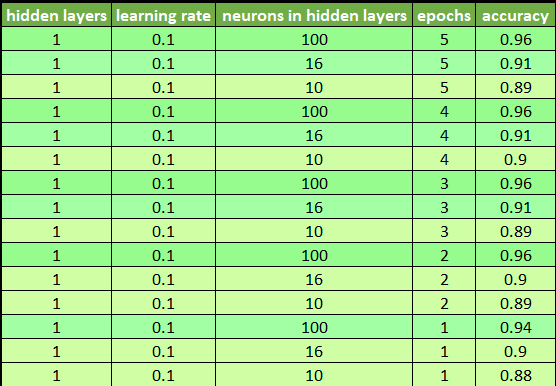 hidden layers learning rate neurons in hidden layers epochs accuracy
1 0.1 100 5 0.96
1 0.1 16 5 0.91
1 0.1 10 5 0.89
1 0.1 100 4 0.96
1 0.1 16 4 0.91
1 0.1 10 4 0.9
1 0.1 100 3 0.96
1 0.1 16 3 0.91
1 0.1 10 3 0.89
1 0.1 100 2 0.96
1 0.1 16 2 0.9
1 0.1 10 2 0.89
1 0.1 100 1 0.94
1 0.1 16 1 0.9
1 0.1 10 1 0.88